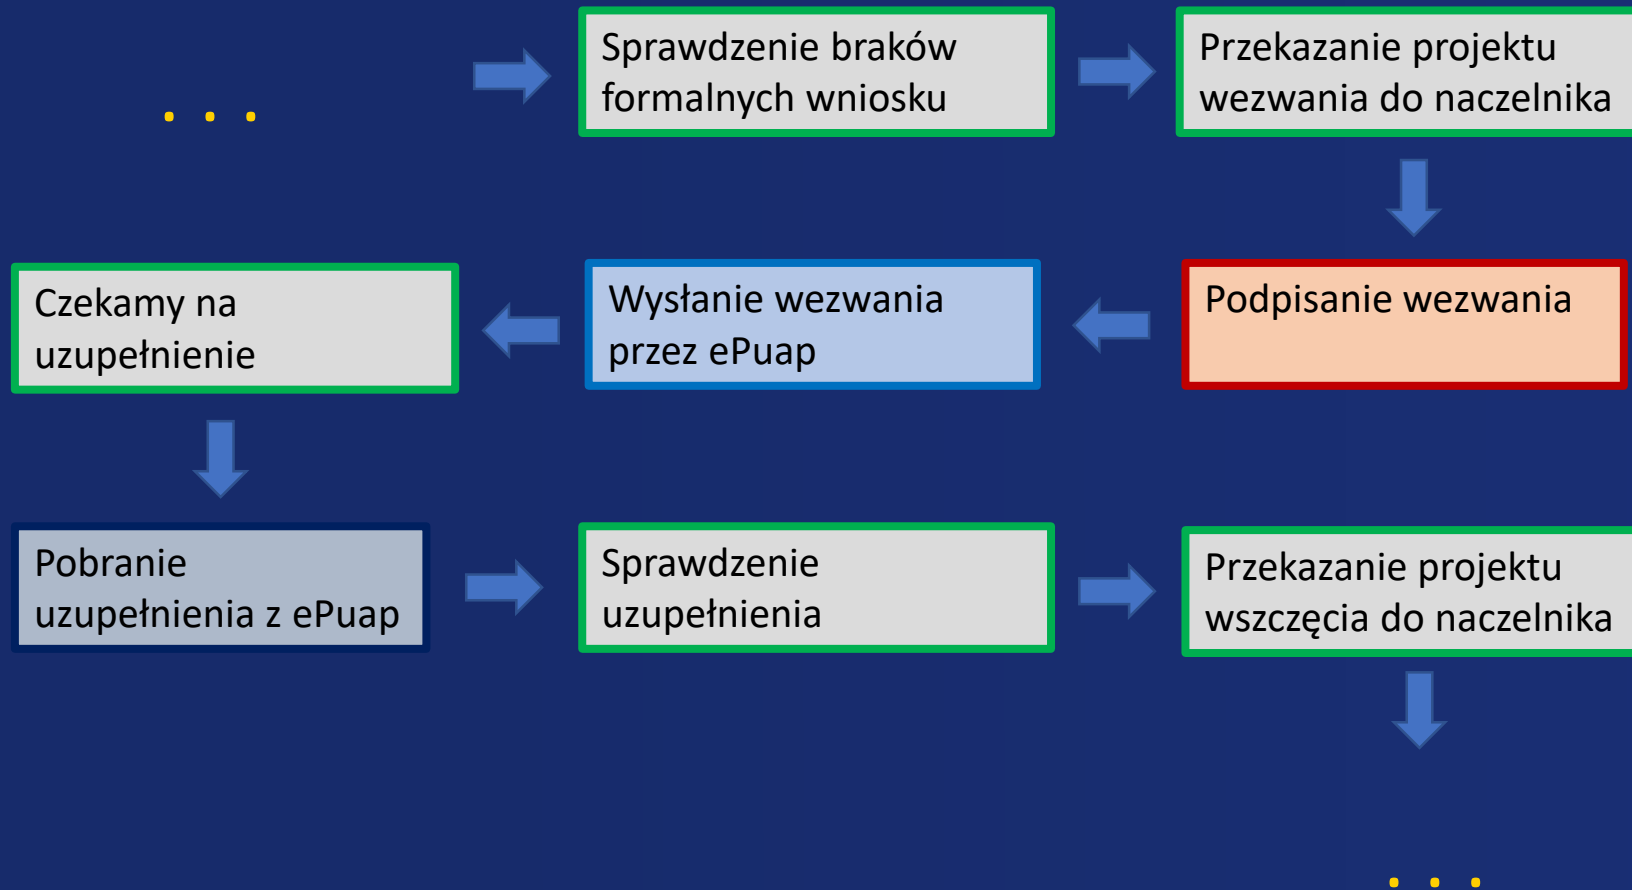 . . .
Sprawdzenie braków
formalnych wniosku
Przekazanie projektu
wezwania do naczelnika
Podpisanie wezwania
Wysłanie wezwania
przez ePuap
Czekamy na
uzupełnienie
Pobranie
uzupełnienia z ePuap
Sprawdzenie
uzupełnienia
Przekazanie projektu
wszczęcia do naczelnika
. . .